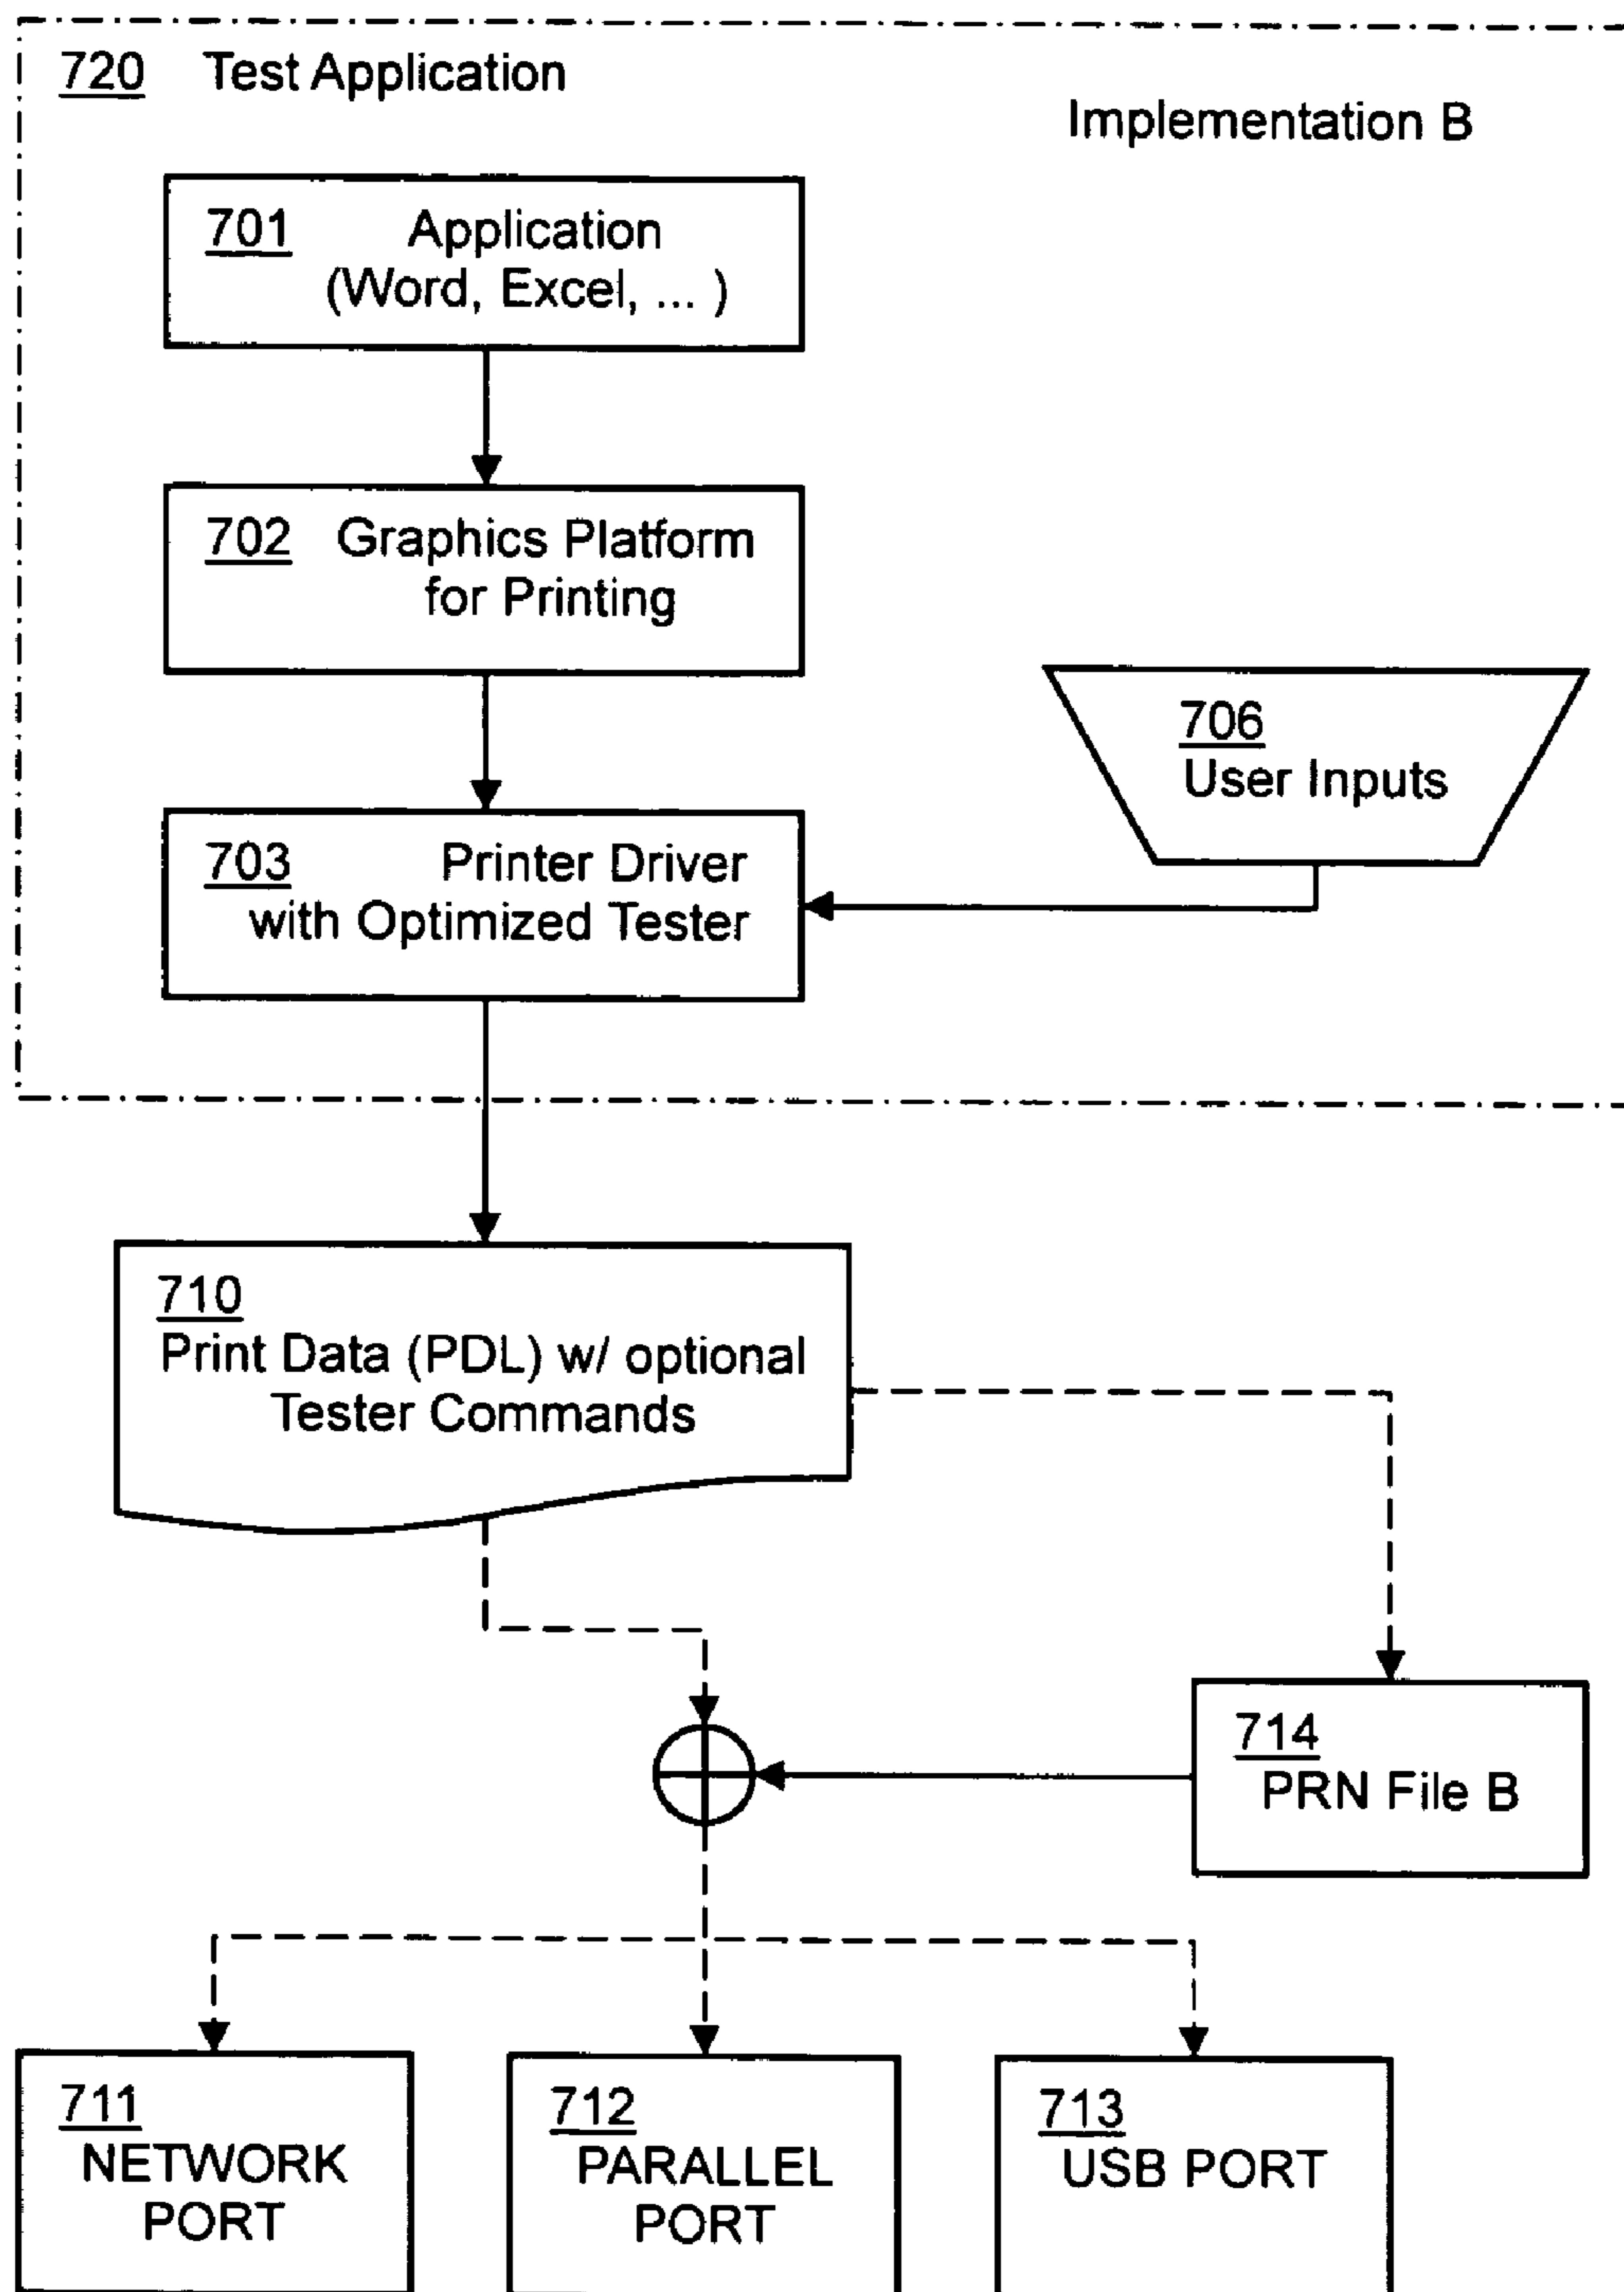 720 Test Application
Implementation B
701 Application
(Word, Excel, ... )
702 Graphics Platform
for Printing
706
User Inputs
703 Printer Driver
with Optimized Tester
710
Print Data (PDL) w/ optional
Tester Commands
714
PRN File B
711
NETWORK
PORT
712
PARALLEL
PORT
713
USB PORT